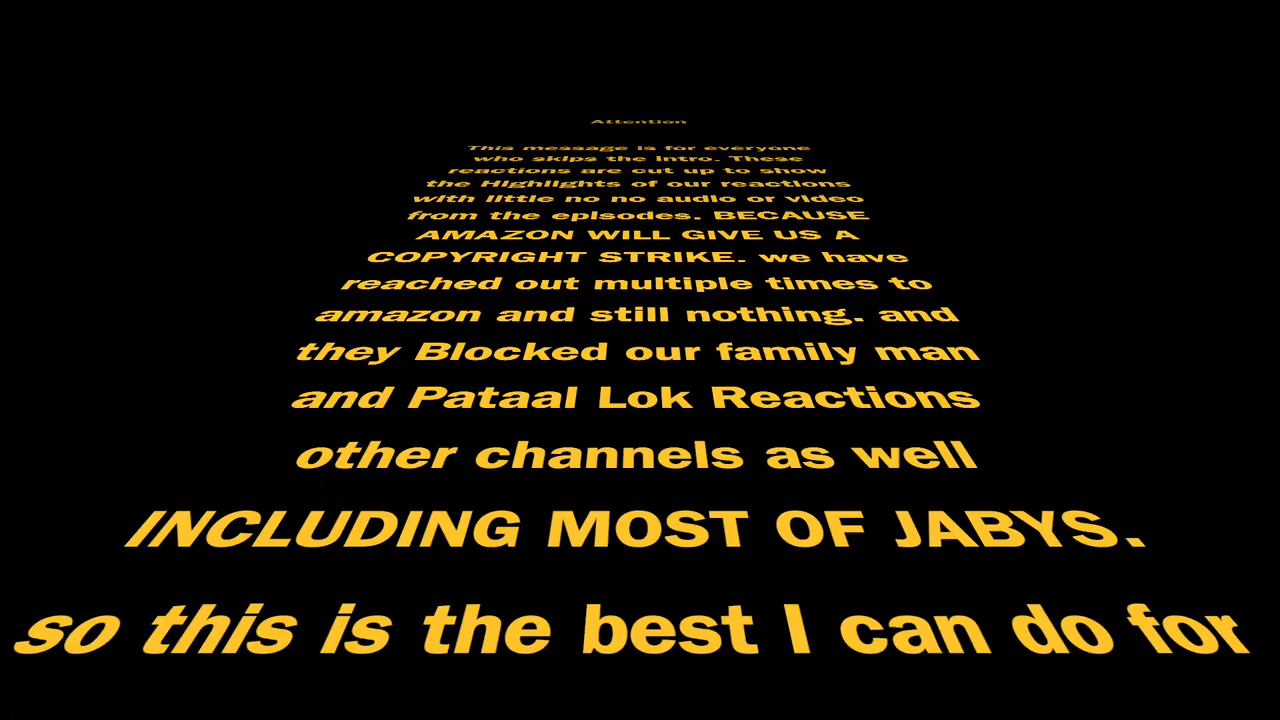 Attention
This message is for everyone
who skips the Intro. These
reactions are cut up to show
the Highlights of our reactions
with little no no audio or video
from the episodes. BECAUSE
AMAZON WILL GIVE US A
COPYRIGHT STRIKE. we have
reached out multiple times to
amazon and still nothing. and
they Blocked our family man
and Pataal Lok Reactions
other channels as well
INCLUDING MOST OF JABYS.
so this is the best I can do for